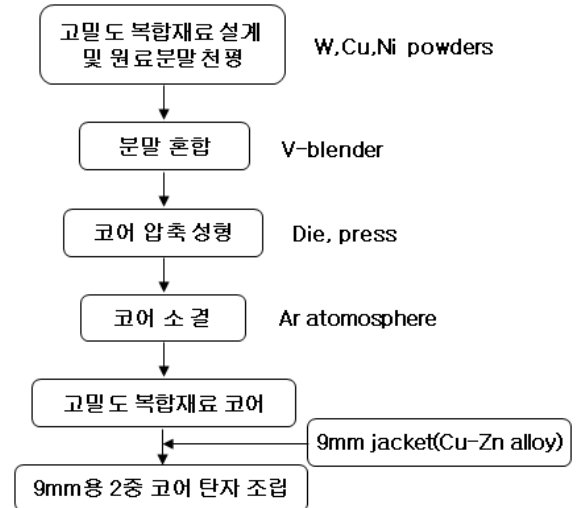 고밀도 복합재료 설계
및 원료분말 천평
W,Cu,Ni powders
분말 혼합
V-blender
코어 압축 성형
Die, press
코어 소결
Ar atomosphere
고밀도 복합재료 코어
9mm jacket(Cu-Zn alloy)
9mm용 2중 코어 탄자 조립